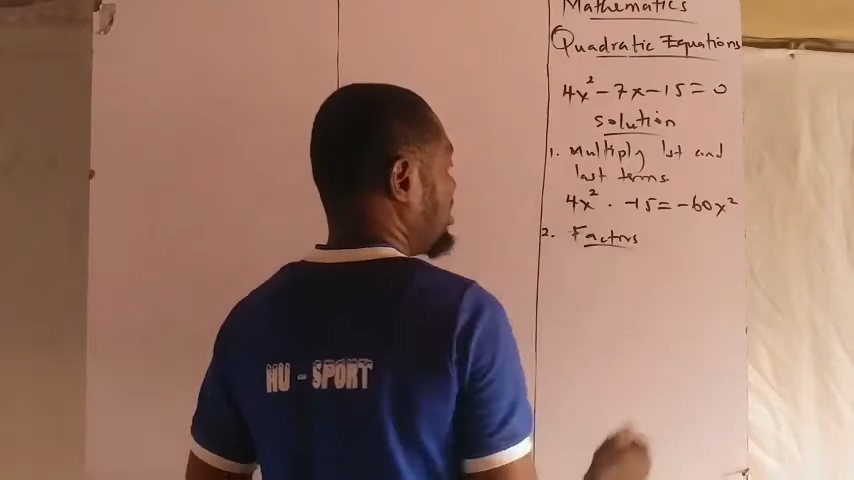 Mathematics
Quadratic Equations
4x² - 7x - 15 = 0
Solution
1. Multiply 1st and
last terms.
4x² · -15 = -60x²
2. Factors
HU - SPORT